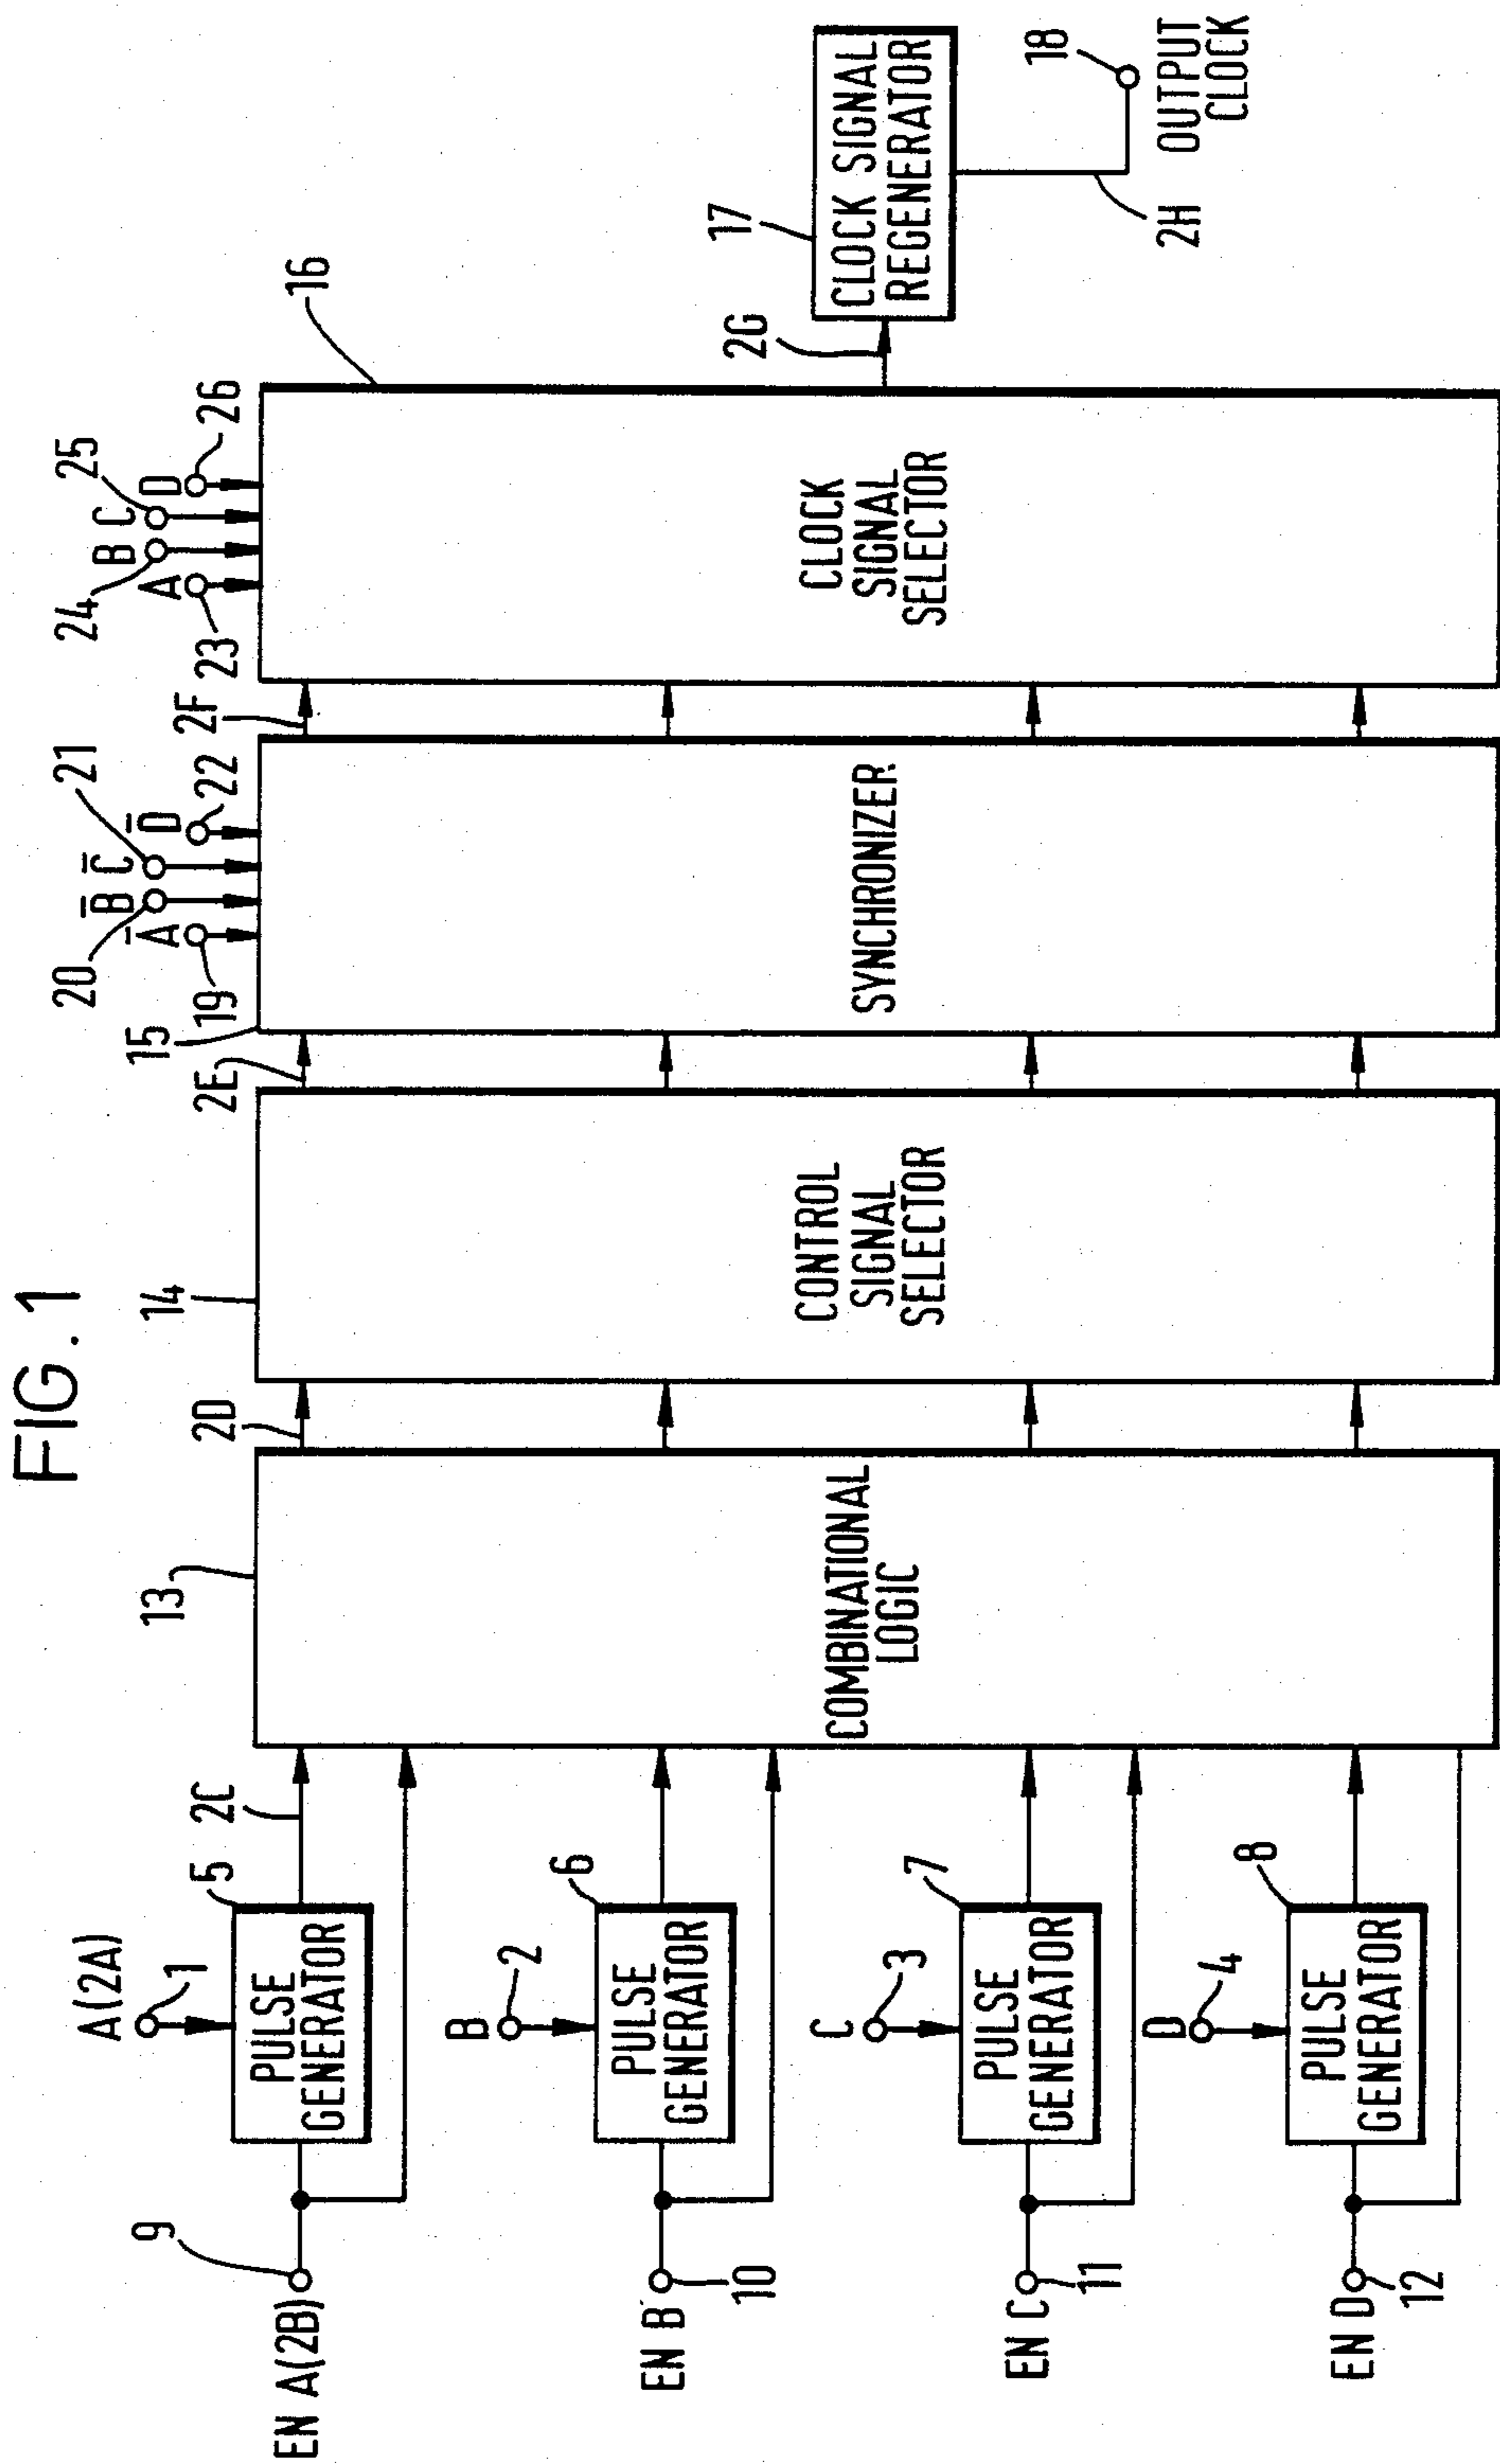 FIG. 1
A(2A)
1
5
PULSE
GENERATOR
9
EN A(2B)
2C
B
2
6
PULSE
GENERATOR
EN B
10
C
3
7
PULSE
GENERATOR
EN C
11
D
4
8
PULSE
GENERATOR
EN D
12
13
COMBINATIONAL
LOGIC
2D
14
CONTROL
SIGNAL
SELECTOR
2E
15
SYNCHRONIZER
19
20
21
22
A̅
B̅
C̅
D̅
2F
16
CLOCK
SIGNAL
SELECTOR
23
24
25
26
A
B
C
D
2G
17
CLOCK SIGNAL
REGENERATOR
2H
18
OUTPUT
CLOCK